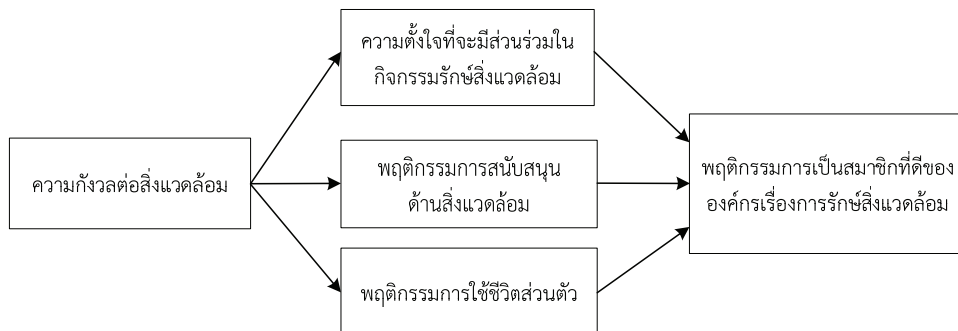 ความตั้งใจที่จะมีส่วนร่วมใน
กิจกรรมรักษ์สิ่งแวดล้อม
ความกังวลต่อสิ่งแวดล้อม
พฤติกรรมการสนับสนุน
ด้านสิ่งแวดล้อม
พฤติกรรมการใช้ชีวิตส่วนตัว
พฤติกรรมการเป็นสมาชิกที่ดีของ
องค์กรเรื่องการรักษ์สิ่งแวดล้อม